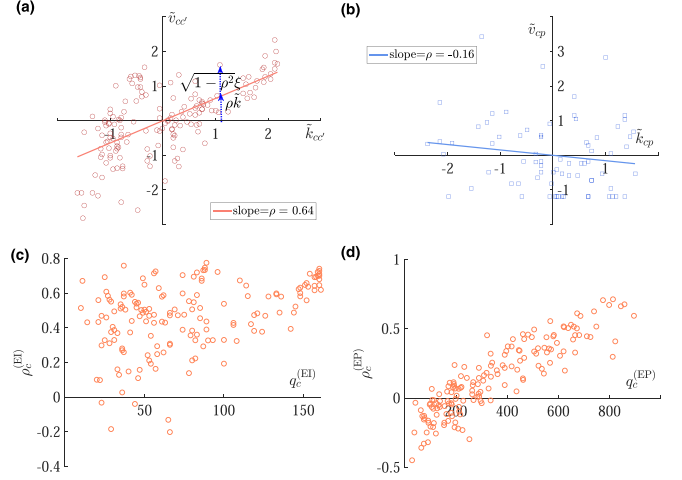 (a)
ṽ_cc′
2
1
√(1 − ρ²)ξ
ρk̃
-1
1
2
k̃_cc′
-1
-2
slope=ρ = 0.64
(b)
ṽ_cp
slope=ρ = -0.16
3
2
1
k̃_cp
-2
-1
1
-1
(c)
0.8
0.6
0.4
0.2
0
-0.2
-0.4
ρ_c^(EI)
50
100
150
q_c^(EI)
(d)
1
0.5
0
-0.5
ρ_c^(EP)
200
400
600
800
q_c^(EP)